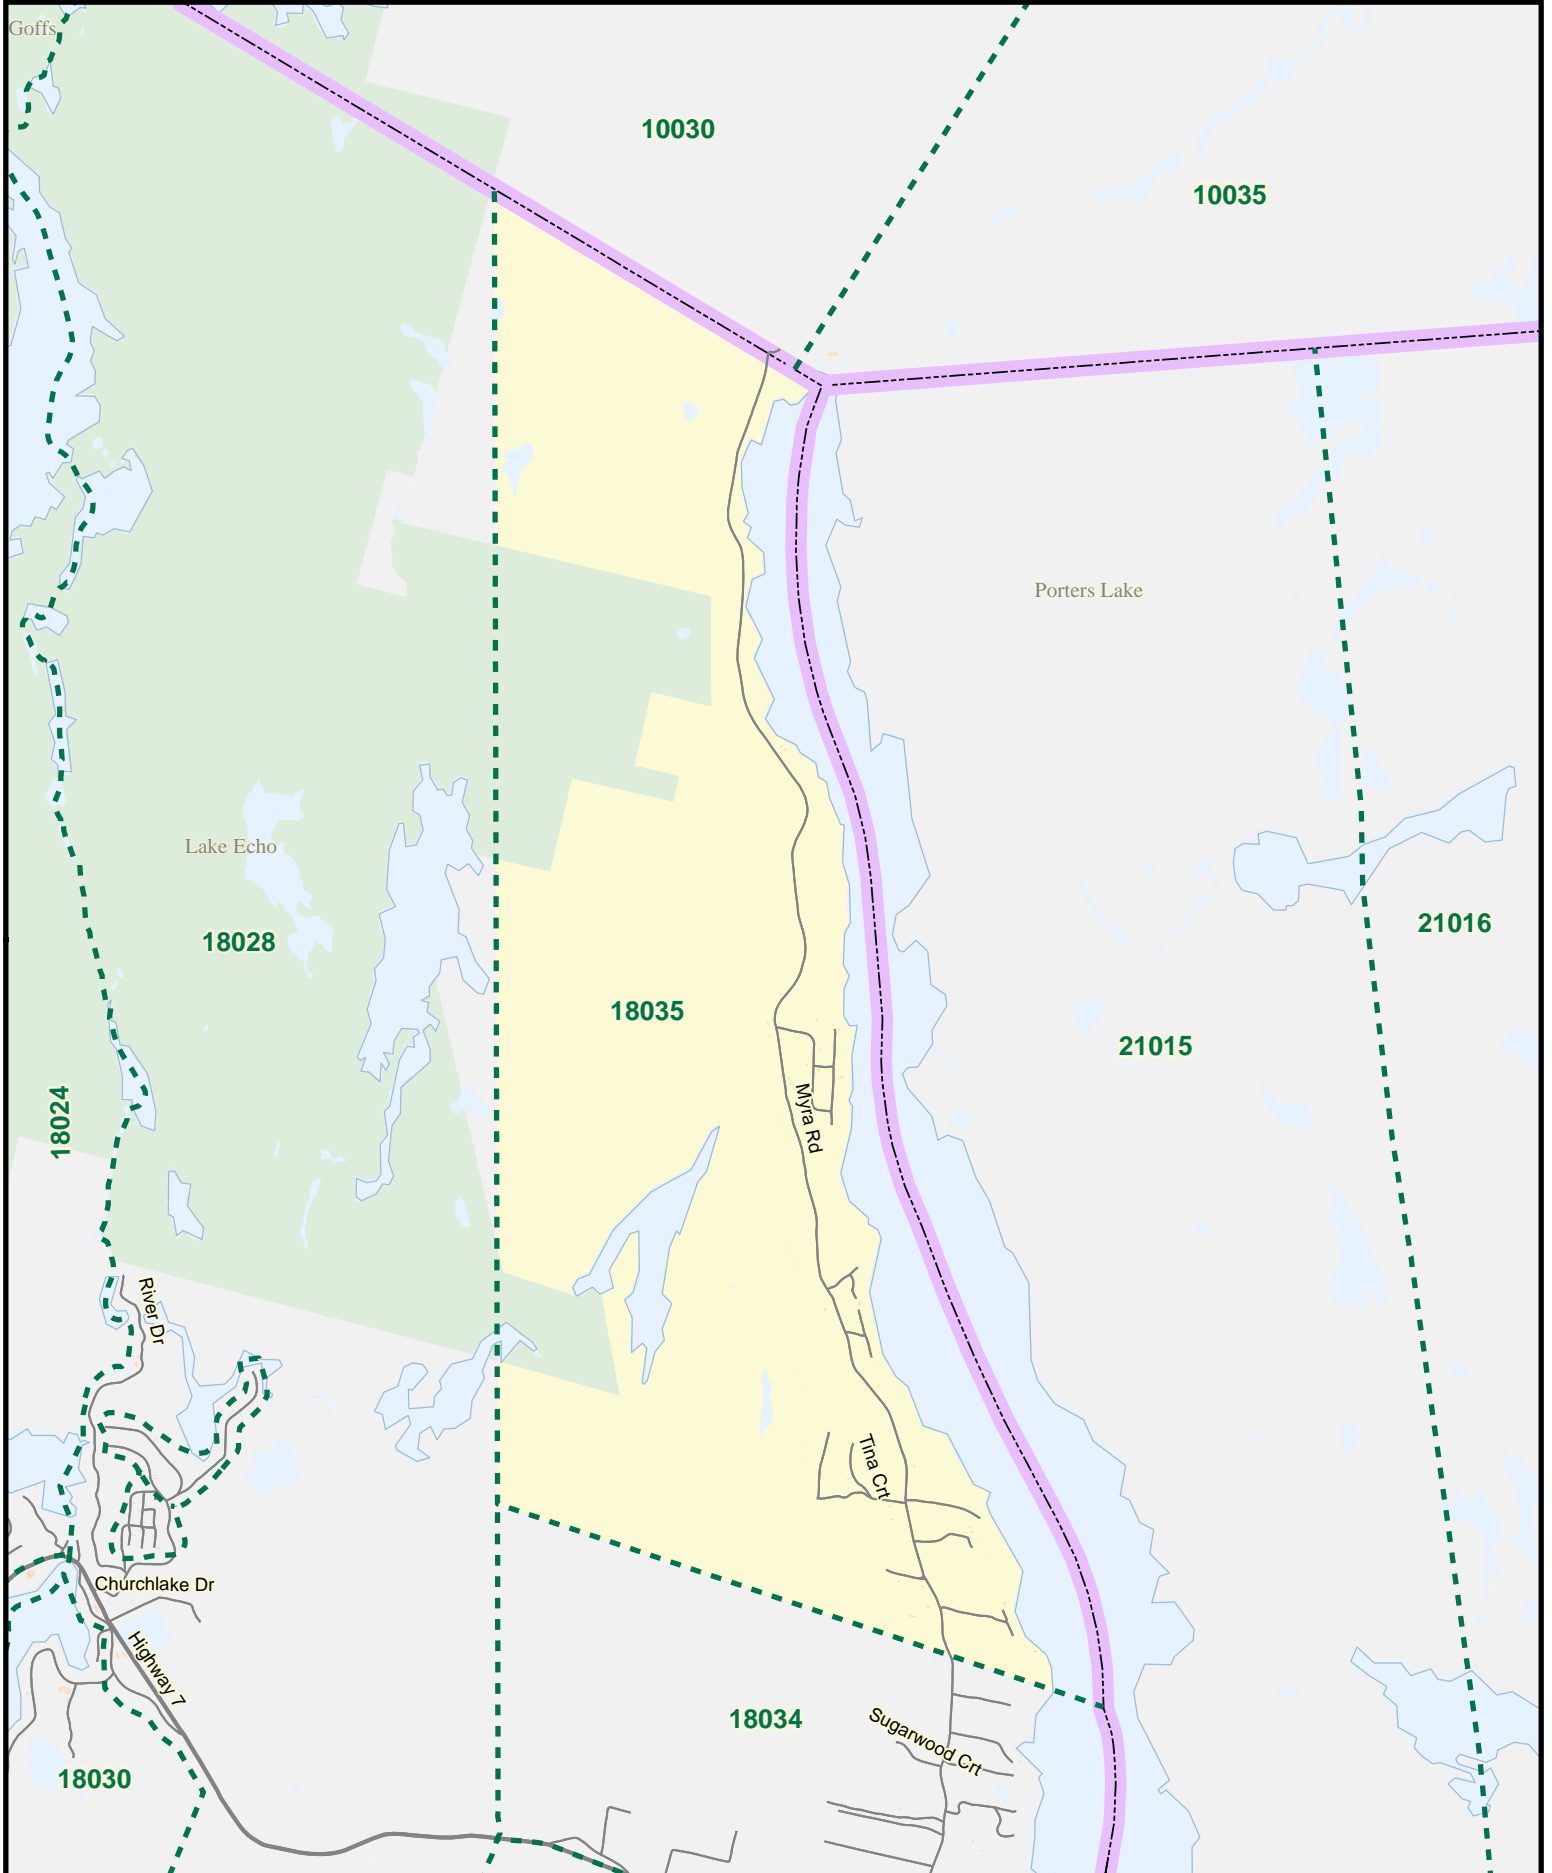 Goffs
10030
10035
Porters Lake
Lake Echo
18028
21016
18035
21015
18024
Myra Rd
River Dr
Tina Crt
Churchlake Dr
Highway 7
18034
Sugarwood Crt
18030